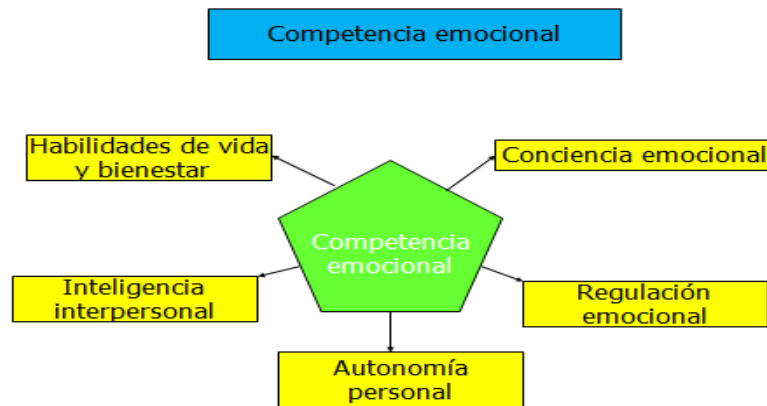 Competencia emocional
Habilidades de vida
y bienestar
Conciencia emocional
Competencia
emocional
Inteligencia
interpersonal
Regulación
emocional
Autonomía
personal